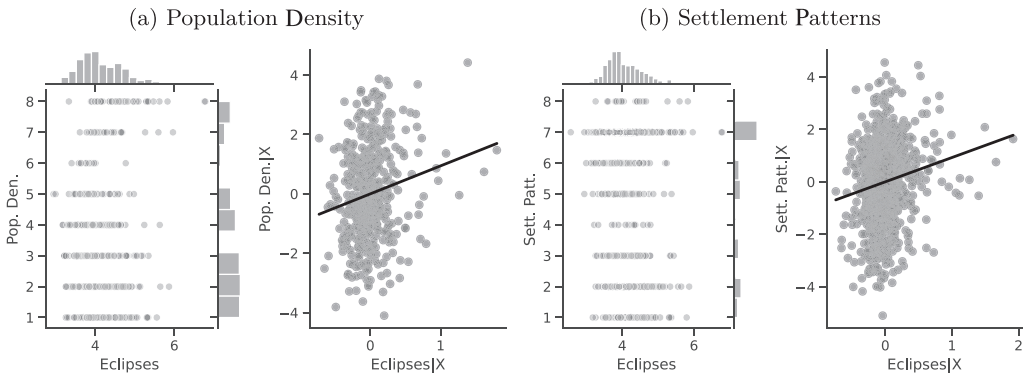 (a) Population Density
(b) Settlement Patterns
8
7
6
5
4
3
2
1
Pop. Den.
4 6
Eclipses
4
2
0
−2
−4
Pop. Den.|X
0 1
Eclipses|X
8
7
6
5
4
3
2
1
Sett. Patt.
4 6
Eclipses
4
2
0
−2
−4
Sett. Patt.|X
0 1 2
Eclipses|X